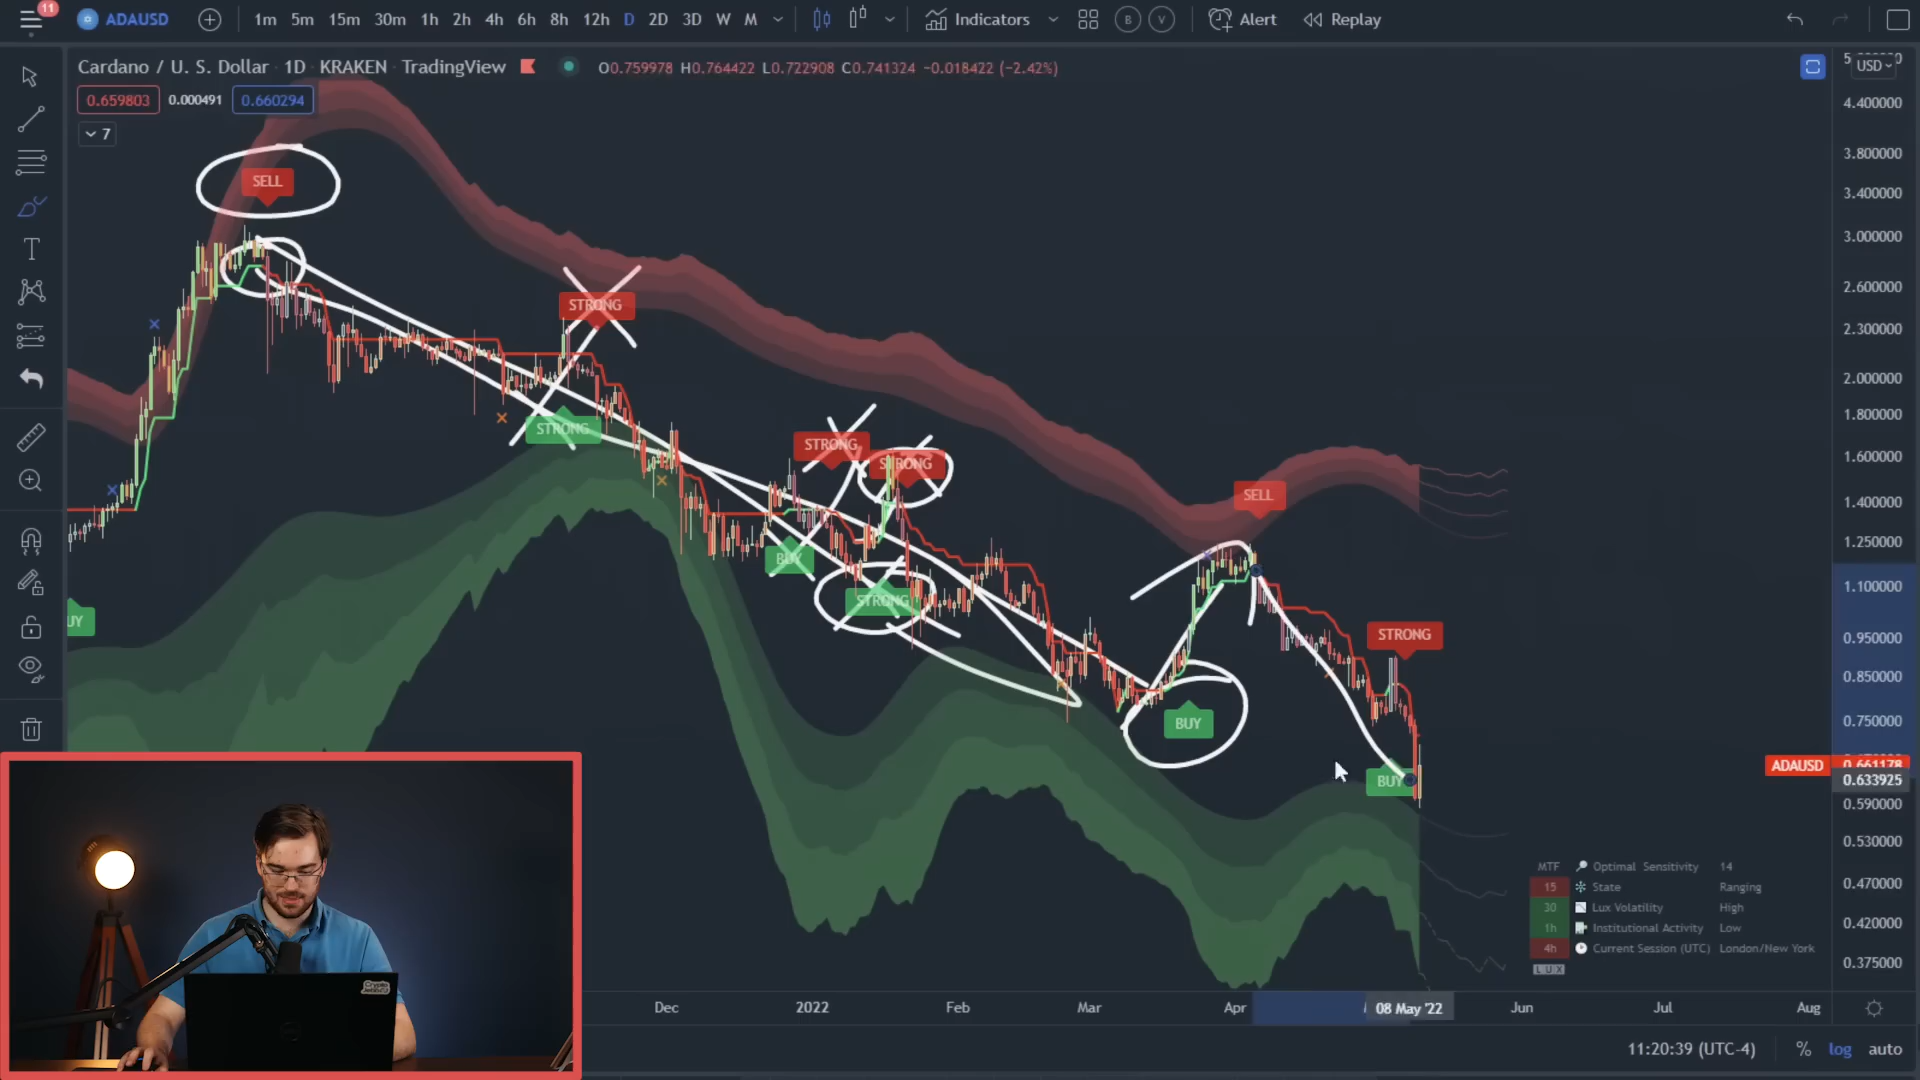 11
ADAUSD
1m 5m 15m 30m 1h 2h 4h 6h 8h 12h D 2D 3D W M
Indicators
B V
Alert
Replay
Cardano / U. S. Dollar · 1D · KRAKEN · TradingView
O0.759978 H0.764422 L0.722908 C0.741324 −0.018422 (−2.42%)
0.659803 0.000491 0.660294
7
USD
4.400000
3.800000
3.400000
3.000000
2.600000
2.300000
2.000000
1.800000
1.600000
1.400000
1.250000
1.100000
0.950000
0.850000
0.750000
ADAUSD 0.661178
0.633925
0.590000
0.530000
0.470000
0.420000
0.375000
SELL
STRONG
STRONG
STRONG
STRONG
BUY
STRONG
SELL
UY
STRONG
BUY
BUY
MTF Optimal Sensitivity 14
15 State Ranging
30 Lux Volatility High
1h Institutional Activity Low
4h Current Session (UTC) London/New York
LUX
Dec 2022 Feb Mar Apr 08 May '22 Jun Jul Aug
11:20:39 (UTC-4) % log auto